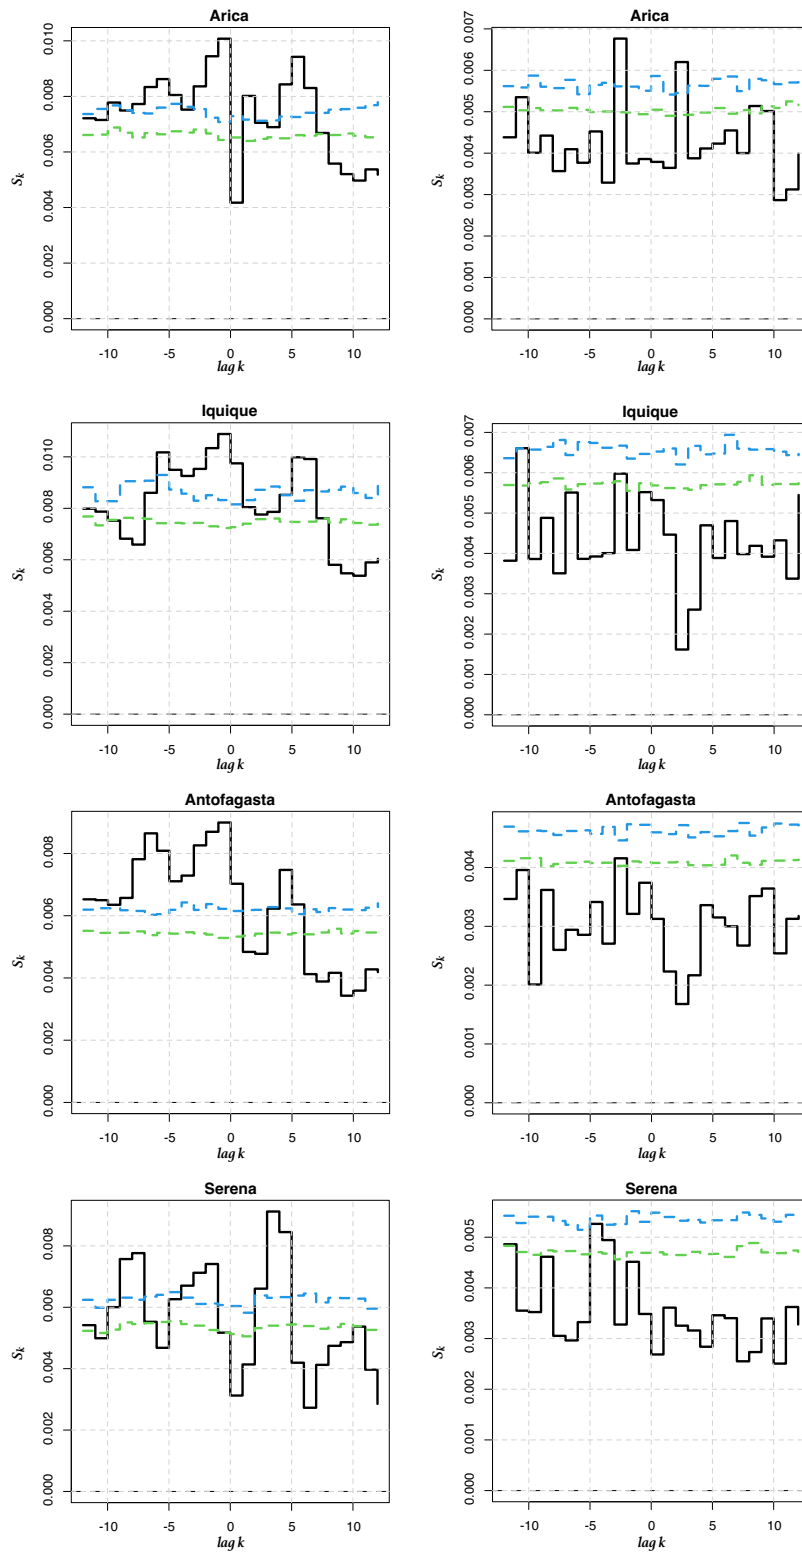 Arica
0.000 0.002 0.004 0.006 0.008 0.010
S_k
-10 -5 0 5 10
lag k
Arica
0.000 0.001 0.002 0.003 0.004 0.005 0.006 0.007
S_k
-10 -5 0 5 10
lag k
Iquique
0.000 0.002 0.004 0.006 0.008 0.010
S_k
-10 -5 0 5 10
lag k
Iquique
0.000 0.001 0.002 0.003 0.004 0.005 0.006 0.007
S_k
-10 -5 0 5 10
lag k
Antofagasta
0.000 0.002 0.004 0.006 0.008
S_k
-10 -5 0 5 10
lag k
Antofagasta
0.000 0.001 0.002 0.003 0.004
S_k
-10 -5 0 5 10
lag k
Serena
0.000 0.002 0.004 0.006 0.008
S_k
-10 -5 0 5 10
lag k
Serena
0.000 0.001 0.002 0.003 0.004 0.005
S_k
-10 -5 0 5 10
lag k